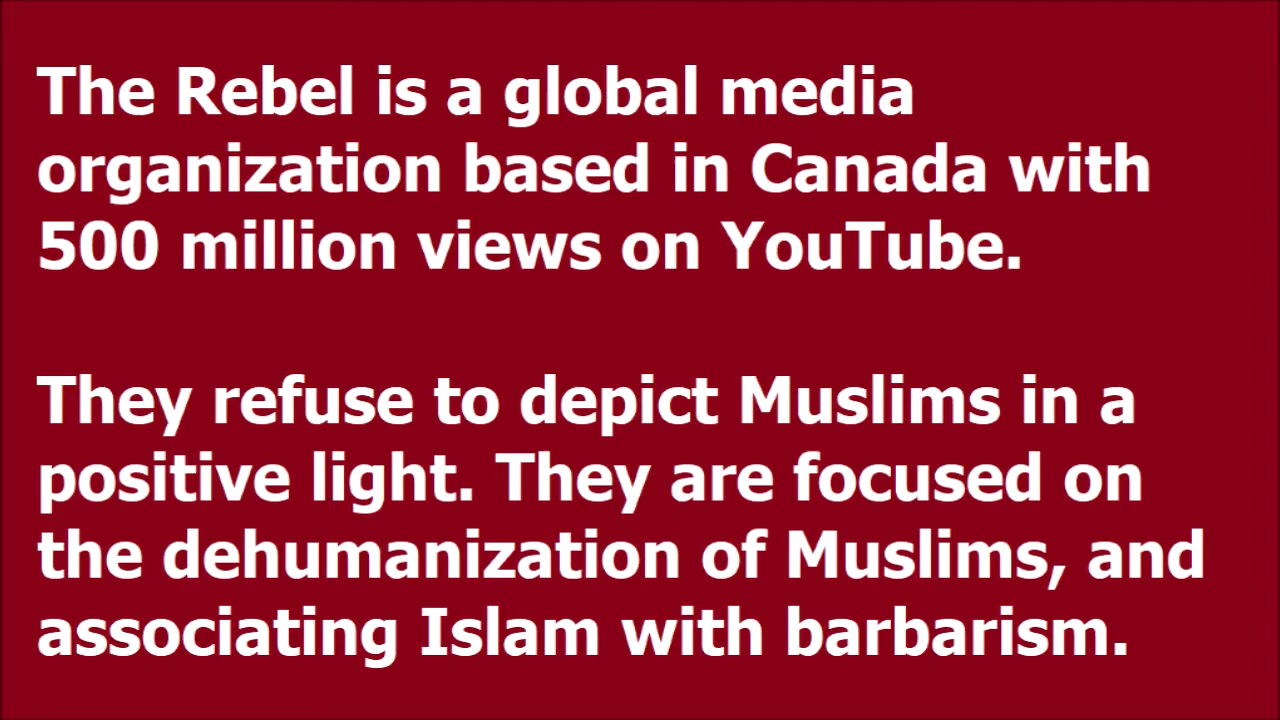 The Rebel is a global media
organization based in Canada with
500 million views on YouTube.
They refuse to depict Muslims in a
positive light. They are focused on
the dehumanization of Muslims, and
associating Islam with barbarism.